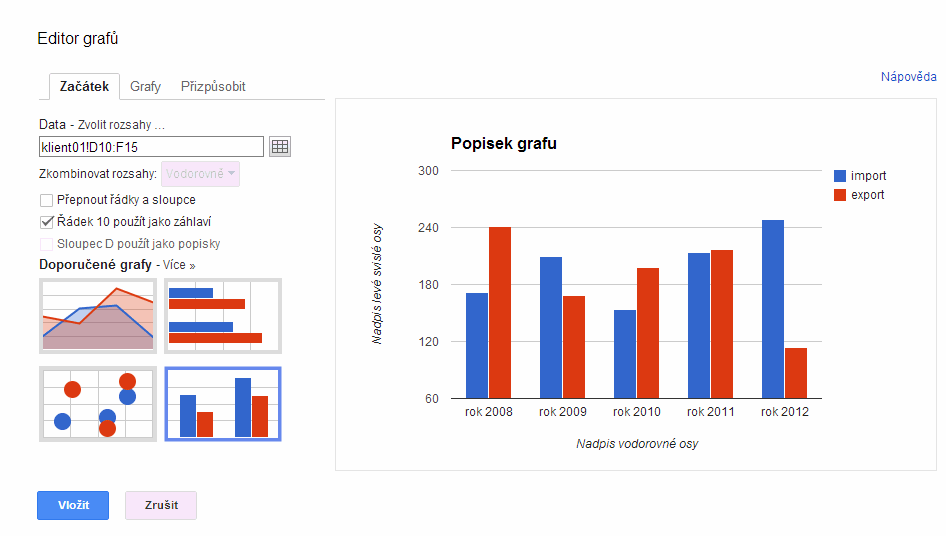 Editor grafů
Nápověda
Začátek Grafy Přizpůsobit
Data - Zvolit rozsahy ...
klient01!D10:F15
Zkombinovat rozsahy: Vodorovně
Přepnout řádky a sloupce
Řádek 10 použít jako záhlaví
Sloupec D použít jako popisky
Doporučené grafy - Více »
Vložit Zrušit
Popisek grafu
300
240
180
120
60
Nadpis levé svislé osy
import
export
rok 2008 rok 2009 rok 2010 rok 2011 rok 2012
Nadpis vodorovné osy